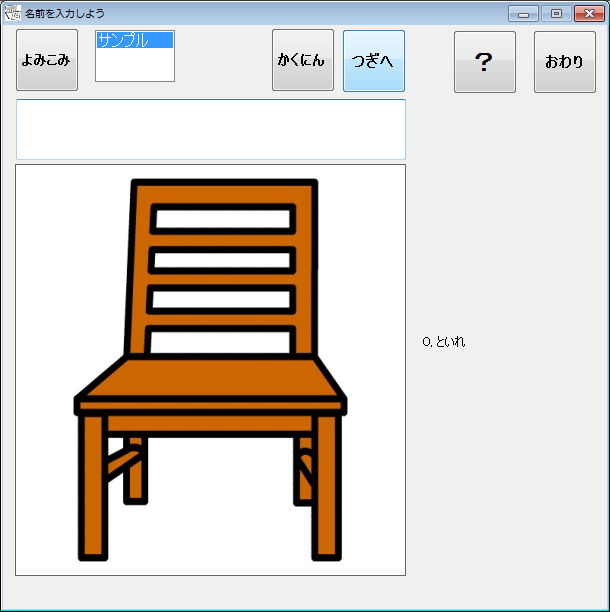 名前を入力しよう
よみこみ
サンプル
かくにん
つぎへ
?
おわり
0, といれ